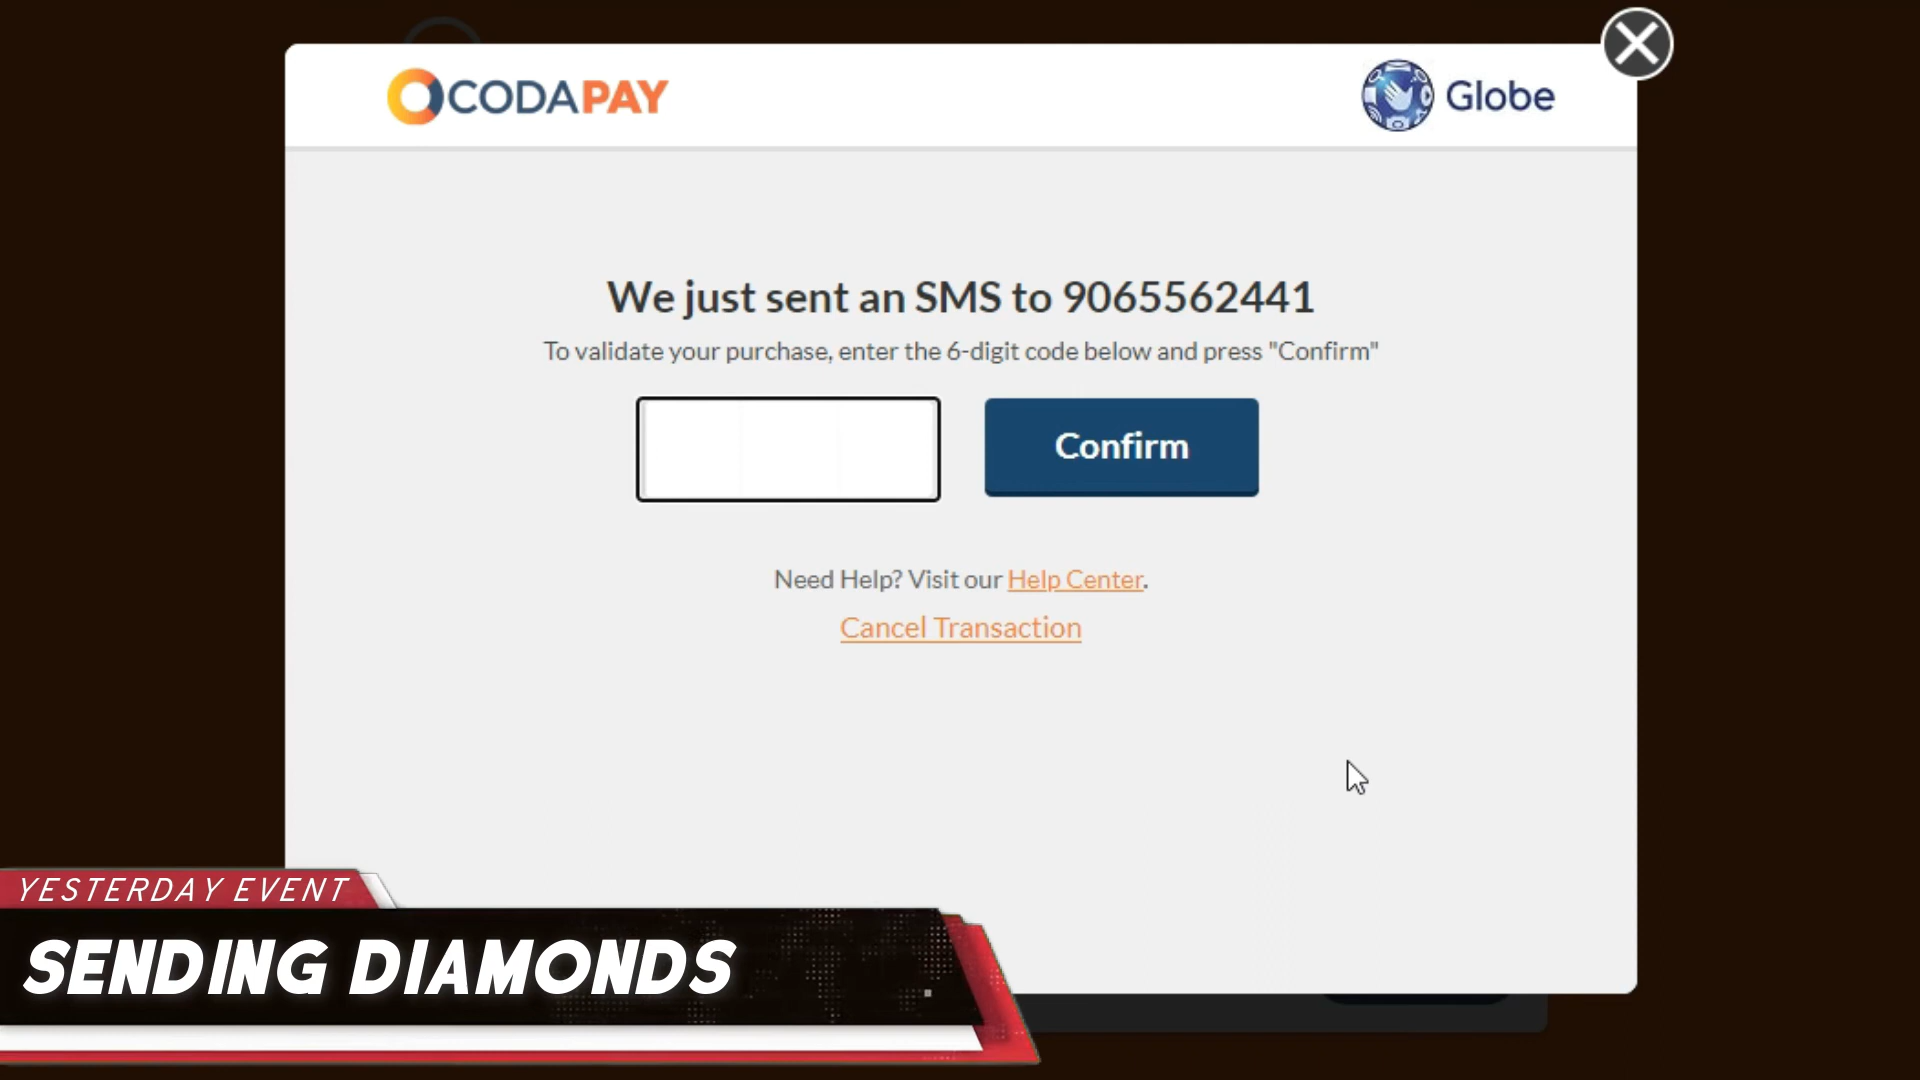 CODAPAY
Globe
We just sent an SMS to 9065562441
To validate your purchase, enter the 6-digit code below and press "Confirm"
Confirm
Need Help? Visit our Help Center.
Cancel Transaction
YESTERDAY EVENT
SENDING DIAMONDS